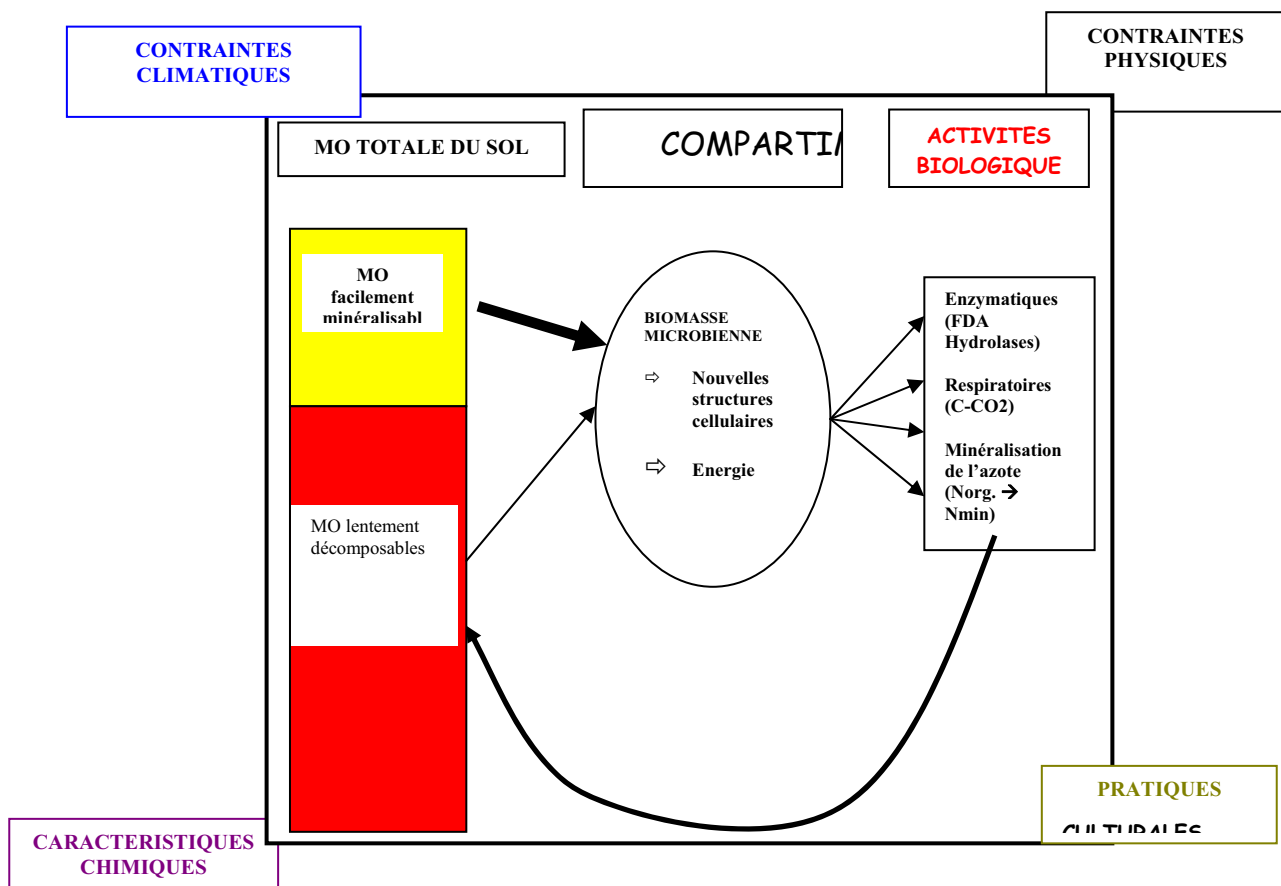 CONTRAINTES
CLIMATIQUES
CONTRAINTES
PHYSIQUES
MO TOTALE DU SOL
COMPARTI
ACTIVITES
BIOLOGIQUE
MO
facilement
minéralisabl
BIOMASSE
MICROBIENNE
⇨ Nouvelles
structures
cellulaires
⇨ Energie
Enzymatiques
(FDA
Hydrolases)
Respiratoires
(C-CO2)
Minéralisation
de l’azote
(Norg. ➔
Nmin)
MO lentement
décomposables
PRATIQUES
CULTURALES
CARACTERISTIQUES
CHIMIQUES